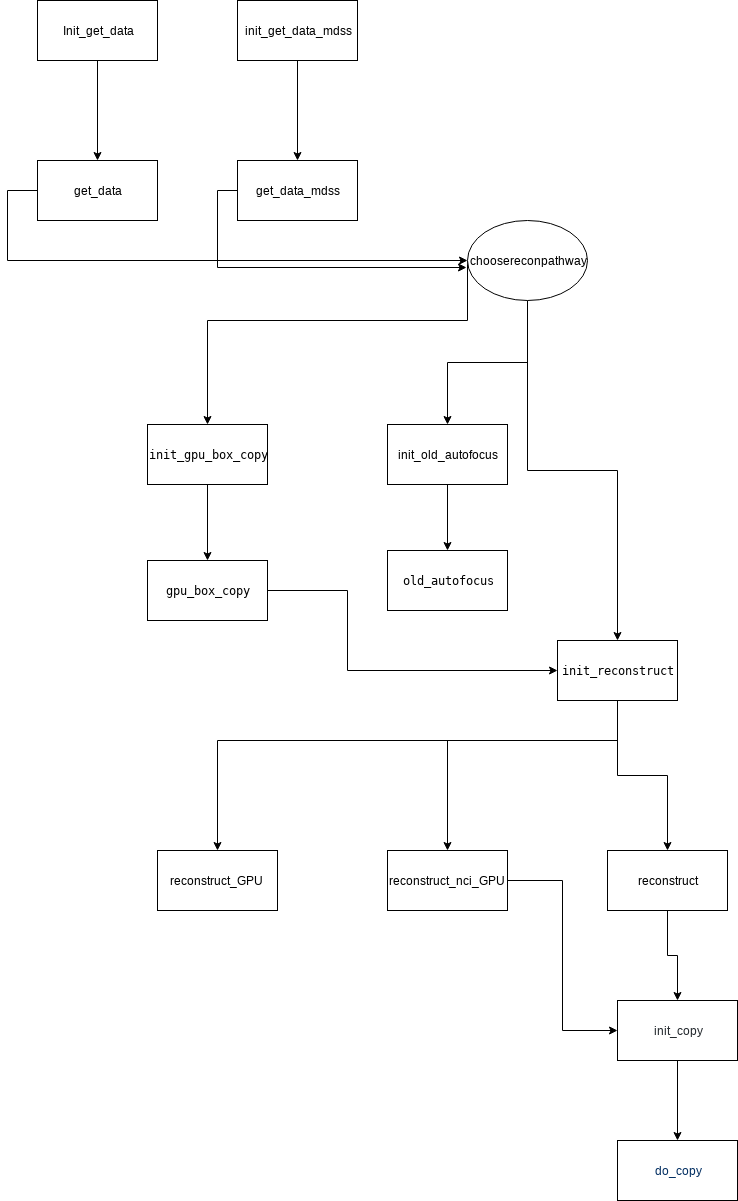 Init_get_data
init_get_data_mdss
get_data
get_data_mdss
choosereconpathway
init_gpu_box_copy
init_old_autofocus
gpu_box_copy
old_autofocus
init_reconstruct
reconstruct_GPU
reconstruct_nci_GPU
reconstruct
init_copy
do_copy